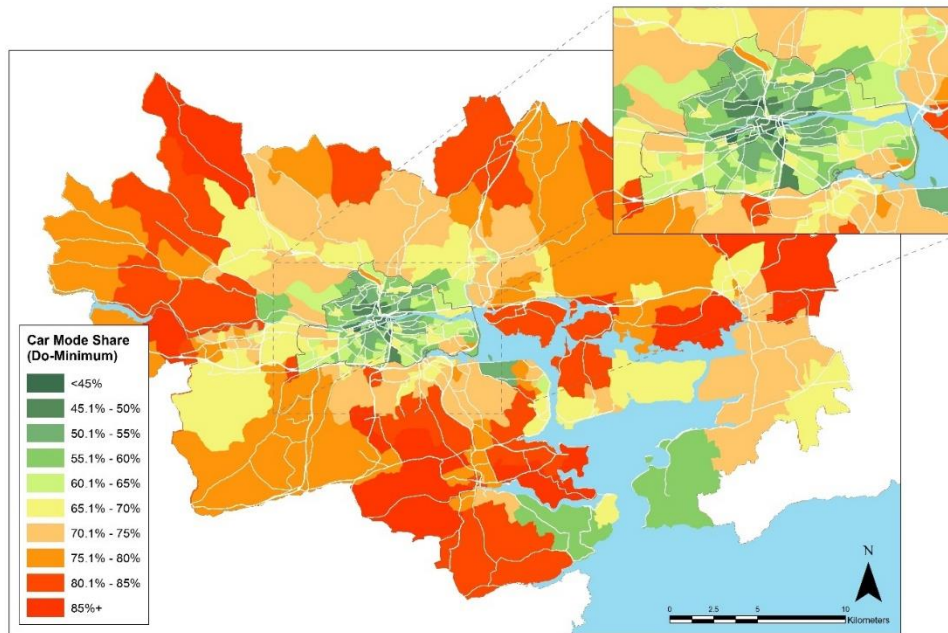 Car Mode Share
(Do-Minimum)
<45%
45.1% - 50%
50.1% - 55%
55.1% - 60%
60.1% - 65%
65.1% - 70%
70.1% - 75%
75.1% - 80%
80.1% - 85%
85%+
N
0 2.5 5 10
Kilometers